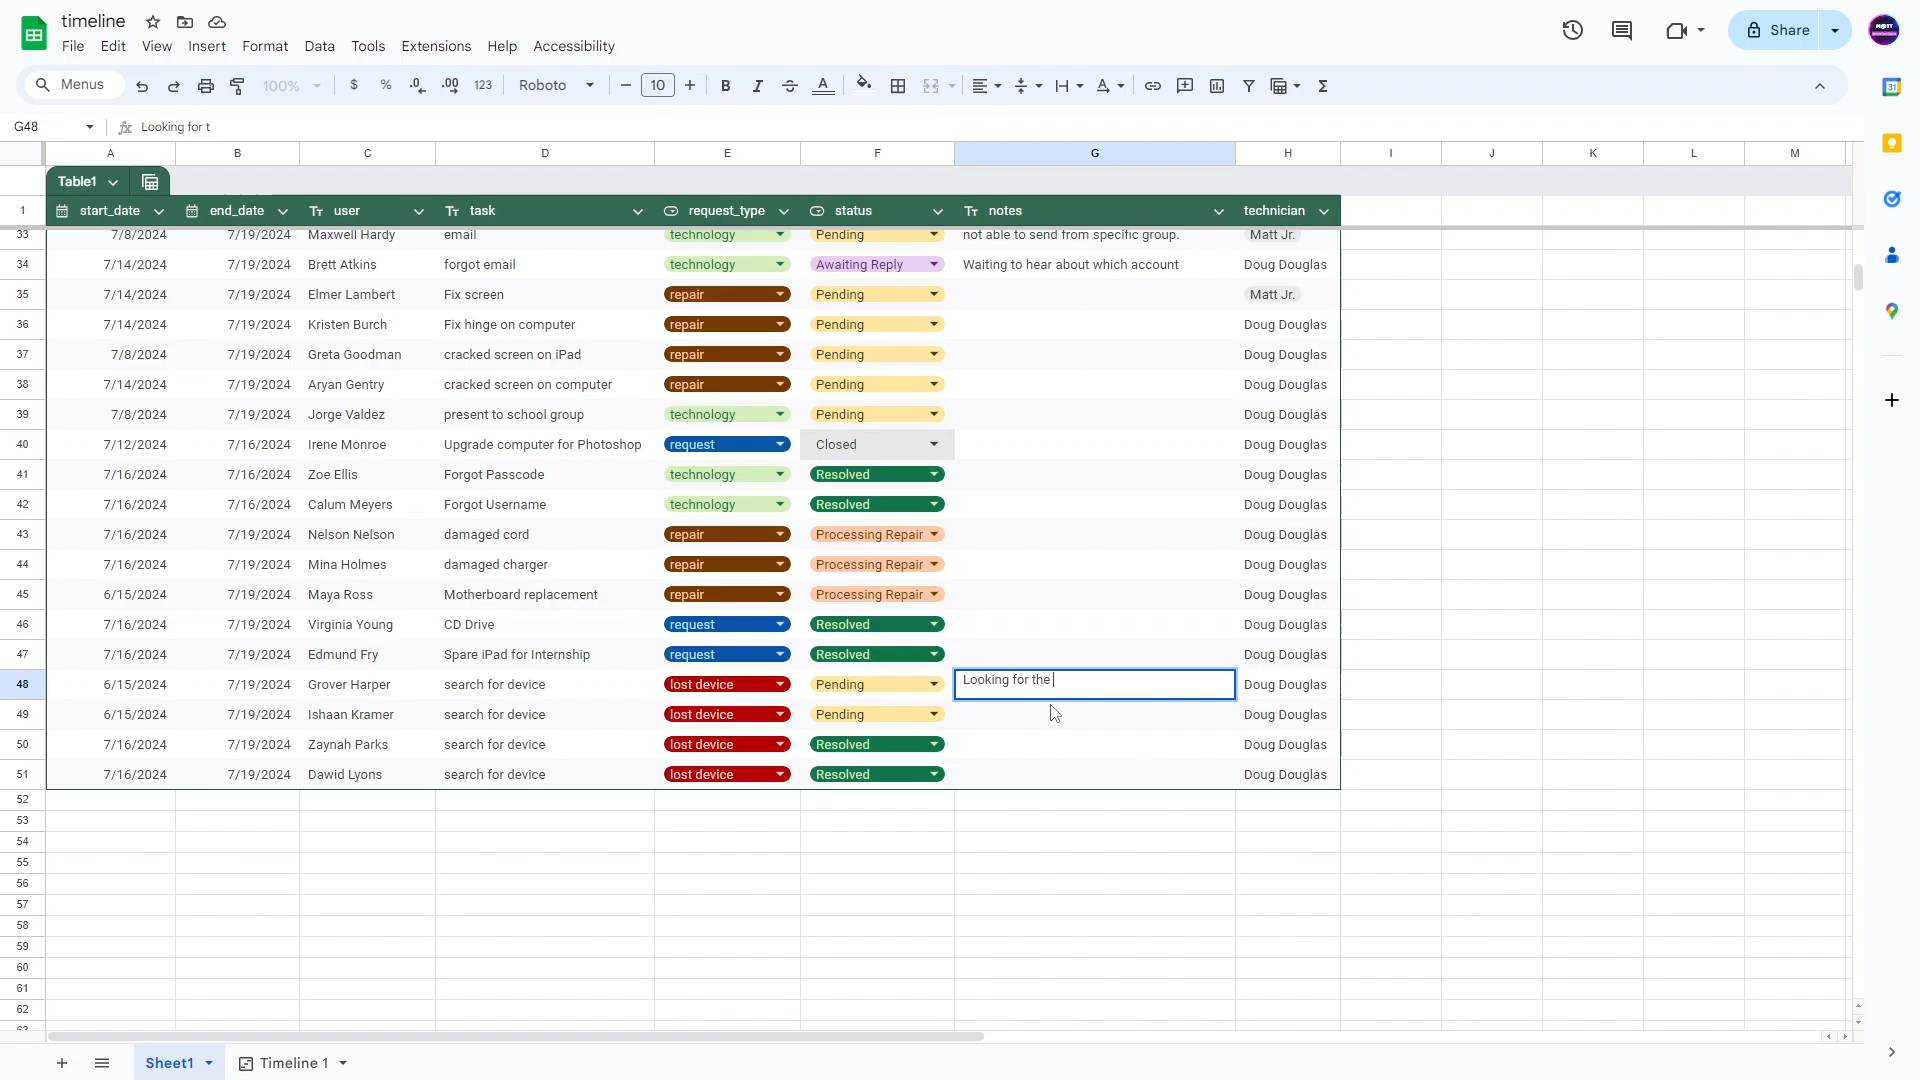 timeline
File Edit View Insert Format Data Tools Extensions Help Accessibility
Share
Menus 100% $ % .0 .00 123 Roboto 10 B I A Σ
G48 fx Looking for t
A B C D E F G H I J K L M
Table1
1 start_date end_date user task request_type status notes technician
33 7/8/2024 7/19/2024 Maxwell Hardy email technology Pending not able to send from specific group. Matt Jr.
34 7/14/2024 7/19/2024 Brett Atkins forgot email technology Awaiting Reply Waiting to hear about which account Doug Douglas
35 7/14/2024 7/19/2024 Elmer Lambert Fix screen repair Pending Matt Jr.
36 7/14/2024 7/19/2024 Kristen Burch Fix hinge on computer repair Pending Doug Douglas
37 7/8/2024 7/19/2024 Greta Goodman cracked screen on iPad repair Pending Doug Douglas
38 7/14/2024 7/19/2024 Aryan Gentry cracked screen on computer repair Pending Doug Douglas
39 7/8/2024 7/19/2024 Jorge Valdez present to school group technology Pending Doug Douglas
40 7/12/2024 7/16/2024 Irene Monroe Upgrade computer for Photoshop request Closed Doug Douglas
41 7/16/2024 7/16/2024 Zoe Ellis Forgot Passcode technology Resolved Doug Douglas
42 7/16/2024 7/16/2024 Calum Meyers Forgot Username technology Resolved Doug Douglas
43 7/16/2024 7/19/2024 Nelson Nelson damaged cord repair Processing Repair Doug Douglas
44 7/16/2024 7/19/2024 Mina Holmes damaged charger repair Processing Repair Doug Douglas
45 6/15/2024 7/19/2024 Maya Ross Motherboard replacement repair Processing Repair Doug Douglas
46 7/16/2024 7/19/2024 Virginia Young CD Drive request Resolved Doug Douglas
47 7/16/2024 7/19/2024 Edmund Fry Spare iPad for Internship request Resolved Doug Douglas
48 6/15/2024 7/19/2024 Grover Harper search for device lost device Pending Looking for the Doug Douglas
49 6/15/2024 7/19/2024 Ishaan Kramer search for device lost device Pending Doug Douglas
50 7/16/2024 7/19/2024 Zaynah Parks search for device lost device Resolved Doug Douglas
51 7/16/2024 7/19/2024 Dawid Lyons search for device lost device Resolved Doug Douglas
52
53
54
55
56
57
58
59
60
61
62
Sheet1 Timeline 1